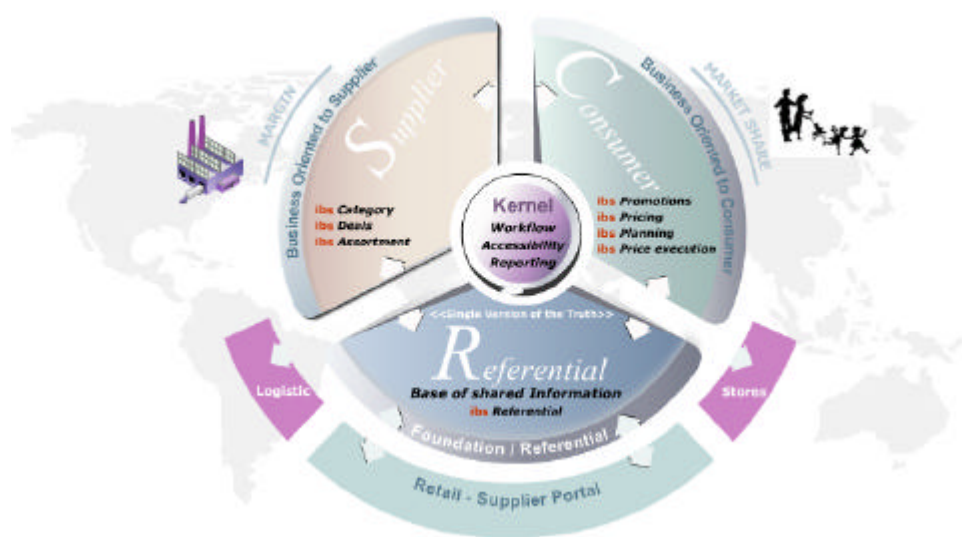 MARGIN
Business Oriented to Supplier
Supplier
ibs Category
ibs Deals
ibs Assortment
MARKET SHARE
Business Oriented to Consumer
Consumer
ibs Promotions
ibs Pricing
ibs Planning
ibs Price execution
Kernel
Workflow
Accessibility
Reporting
<<Single Version of the Truth>>
Referential
Base of shared Information
ibs Referential
Foundation / Referential
Logistic
Stores
Retail - Supplier Portal